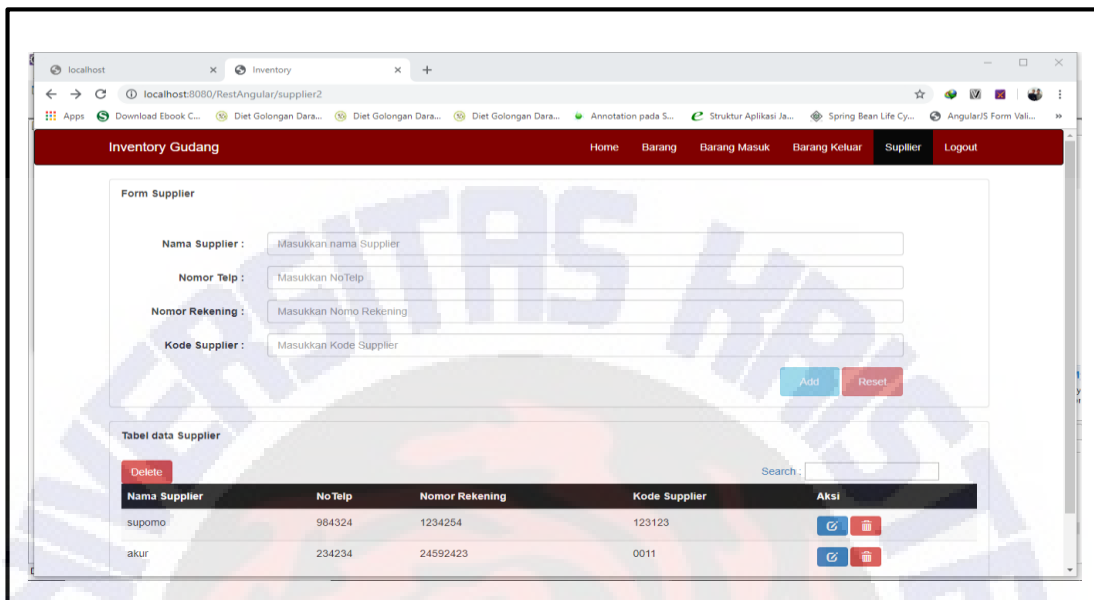 localhost
Inventory
localhost:8080/RestAngular/supplier2
Apps Download Ebook C... Diet Golongan Dara... Diet Golongan Dara... Diet Golongan Dara... Annotation pada S... Struktur Aplikasi Ja... Spring Bean Life Cy... AngularJS Form Vali...
Inventory Gudang Home Barang Barang Masuk Barang Keluar Supllier Logout
Form Supplier
Nama Supplier : Masukkan nama Supplier
Nomor Telp : Masukkan NoTelp
Nomor Rekening : Masukkan Nomo Rekening
Kode Supplier : Masukkan Kode Supplier
Add Reset
Tabel data Supplier
Delete Search :
Nama Supplier NoTelp Nomor Rekening Kode Supplier Aksi
supomo 984324 1234254 123123
akur 234234 24592423 0011
UNIVERSITAS KRIST